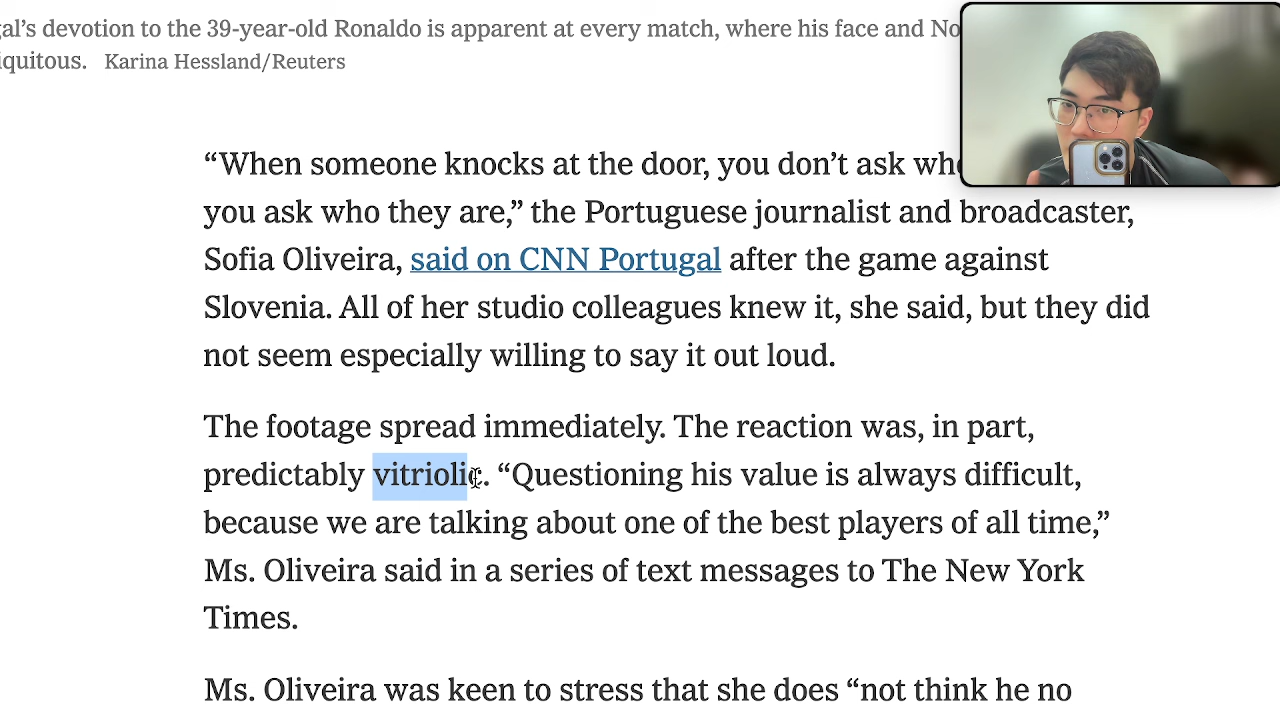 gal’s devotion to the 39-year-old Ronaldo is apparent at every match, where his face and No
iquitous. Karina Hessland/Reuters
“When someone knocks at the door, you don’t ask
you ask who they are,” the Portuguese journalist and broadcaster,
Sofia Oliveira, said on CNN Portugal after the game against
Slovenia. All of her studio colleagues knew it, she said, but they did
not seem especially willing to say it out loud.
The footage spread immediately. The reaction was, in part,
predictably vitriolic. “Questioning his value is always difficult,
because we are talking about one of the best players of all time,”
Ms. Oliveira said in a series of text messages to The New York
Times.
Ms. Oliveira was keen to stress that she does “not think he no